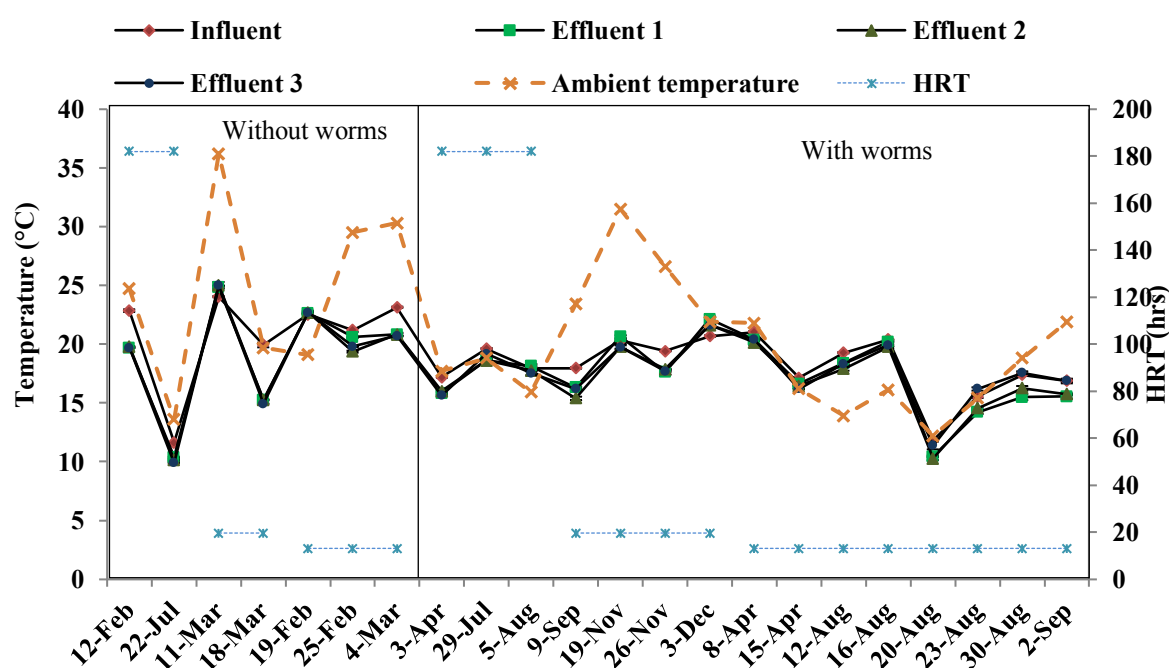 Influent Effluent 1 Effluent 2
Effluent 3 Ambient temperature HRT
Without worms
With worms
Temperature (°C)
40
35
30
25
20
15
10
5
0
HRT (hrs)
200
180
160
140
120
100
80
60
40
20
0
12-Feb
22-Jul
11-Mar
18-Mar
19-Feb
25-Feb
4-Mar
3-Apr
29-Jul
5-Aug
9-Sep
19-Nov
26-Nov
3-Dec
8-Apr
15-Apr
12-Aug
16-Aug
20-Aug
23-Aug
30-Aug
2-Sep